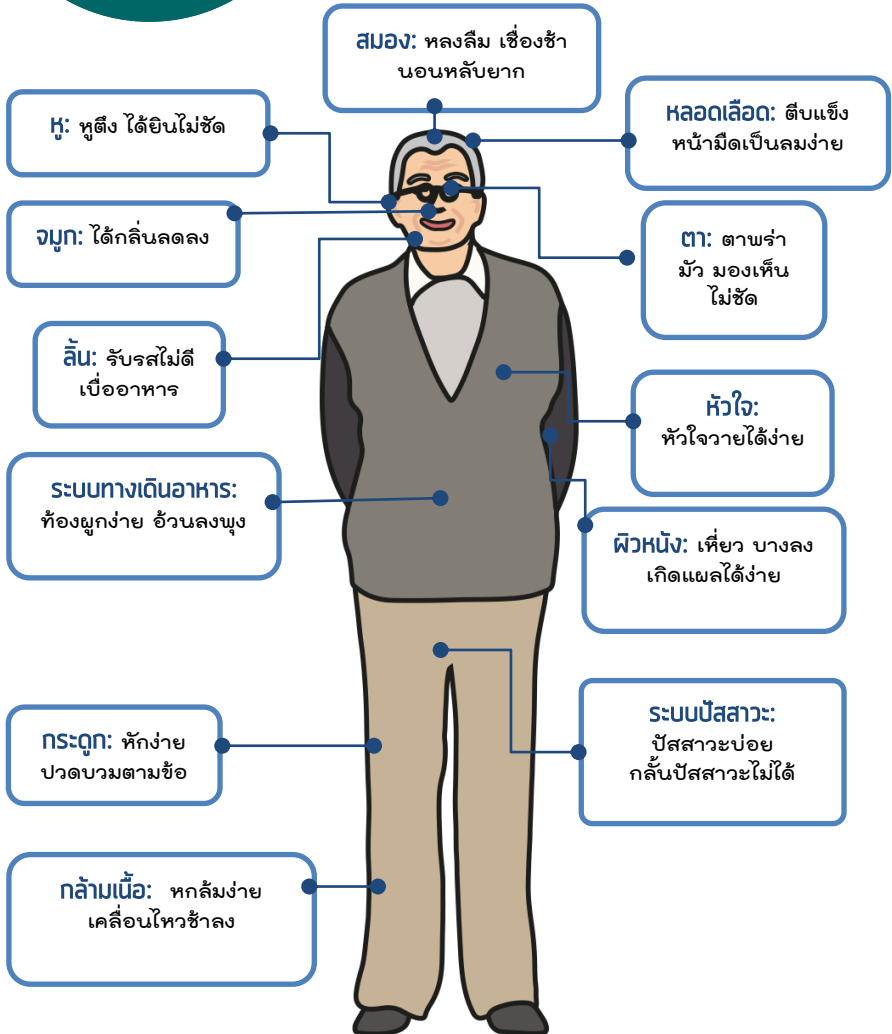 สมอง: หลงลืม เชื่องช้า
นอนหลับยาก
หู: หูตึง ได้ยินไม่ชัด
หลอดเลือด: ตีบแข็ง
หน้ามืดเป็นลมง่าย
จมูก: ได้กลิ่นลดลง
ตา: ตาพร่า
มัว มองเห็น
ไม่ชัด
ลิ้น: รับรสไม่ดี
เบื่ออาหาร
หัวใจ:
หัวใจวายได้ง่าย
ระบบทางเดินอาหาร:
ท้องผูกง่าย อ้วนลงพุง
ผิวหนัง: เหี่ยว บางลง
เกิดแผลได้ง่าย
กระดูก: หักง่าย
ปวดบวมตามข้อ
ระบบปัสสาวะ:
ปัสสาวะบ่อย
กลั้นปัสสาวะไม่ได้
กล้ามเนื้อ: หกล้มง่าย
เคลื่อนไหวช้าลง